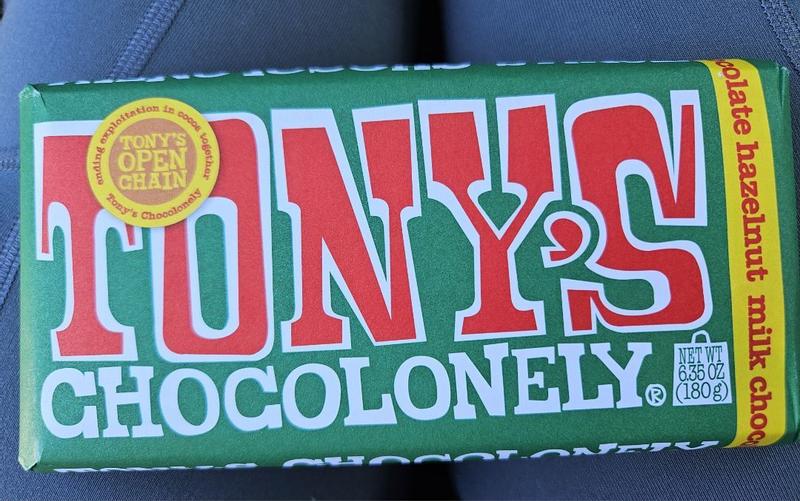 ending exploitation in cocoa together
TONY'S
OPEN
CHAIN
Tony's Chocolonely
TONY'S
CHOCOLONELY®
NET WT
6.35 OZ
(180g)
olate hazelnut milk choc
CHOCOLONELY